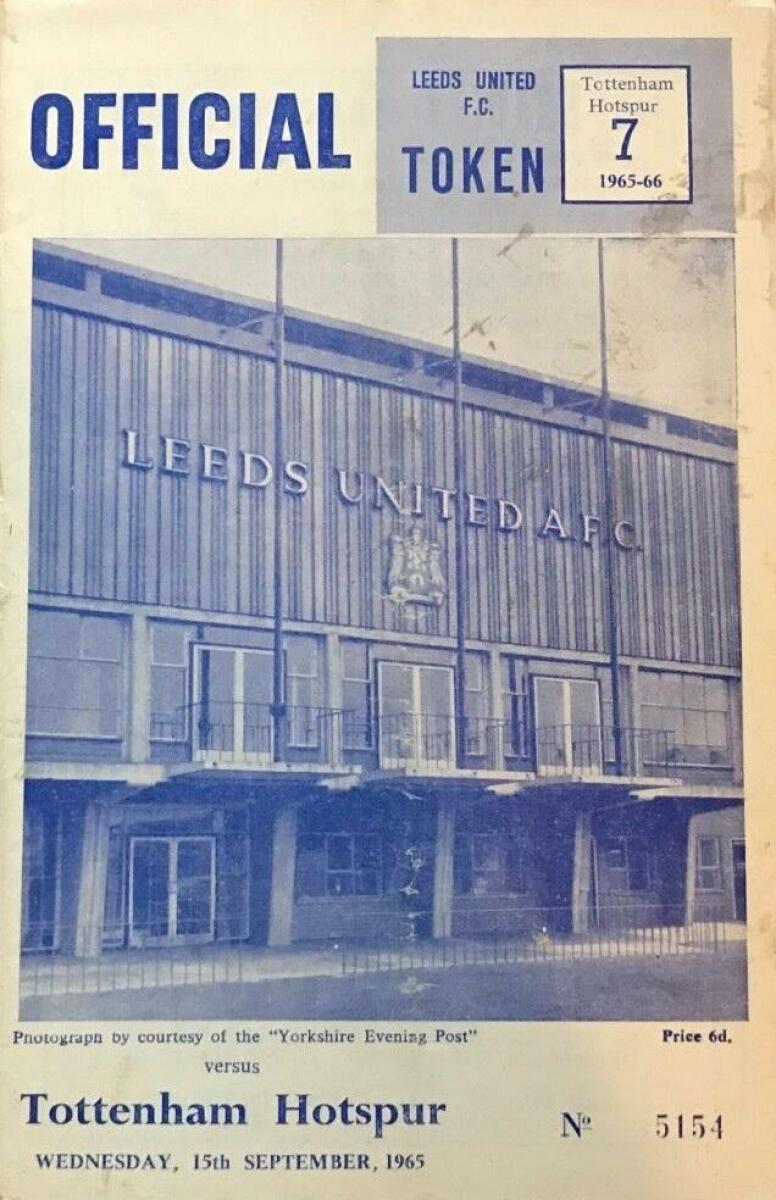 OFFICIAL
LEEDS UNITED
F.C.
TOKEN
Tottenham
Hotspur
7
1965-66
LEEDS UNITED A.F.C.
Photograph by courtesy of the "Yorkshire Evening Post"
Price 6d.
versus
Tottenham Hotspur
WEDNESDAY, 15th SEPTEMBER, 1965
Nº 5154